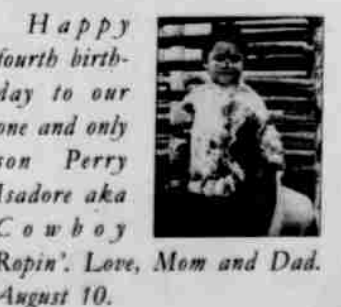 Happy
fourth birth-
day to our
one and only
son Perry
Isadore aka
Cowboy
Ropin'. Love, Mom and Dad.
August 10.